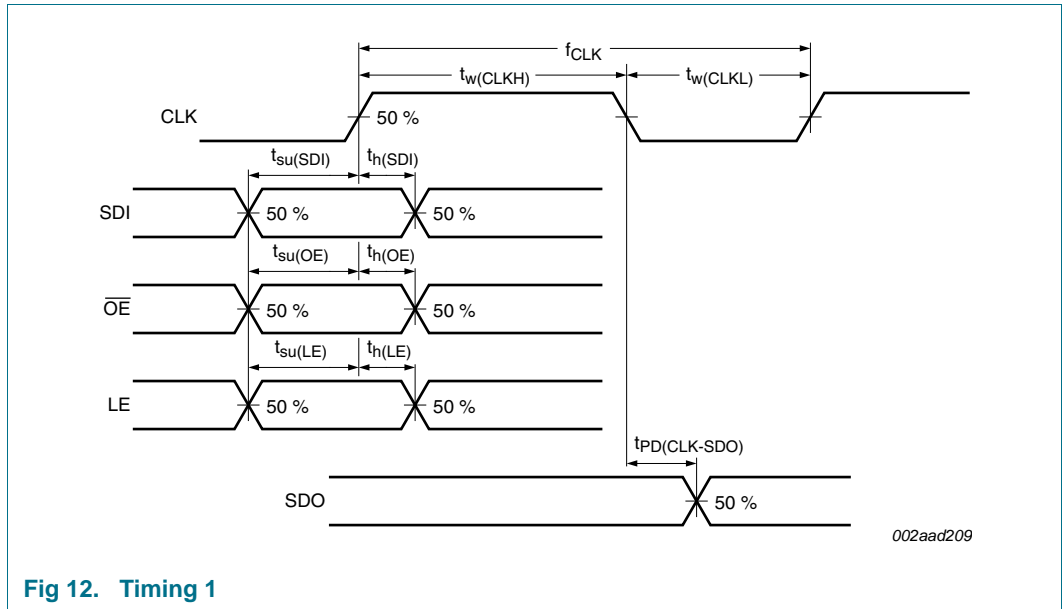 fCLK
tw(CLKH) tw(CLKL)
CLK 50 %
tsu(SDI) th(SDI)
SDI 50 % 50 %
tsu(OE) th(OE)
OE 50 % 50 %
tsu(LE) th(LE)
LE 50 % 50 %
tPD(CLK-SDO)
SDO 50 %
002aad209
Fig 12. Timing 1